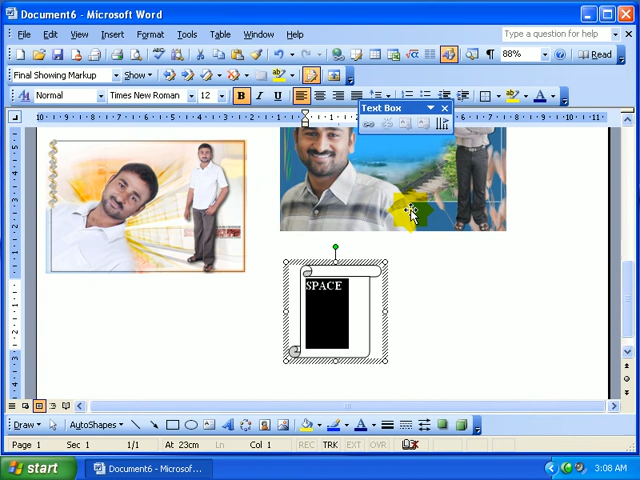 Document6 - Microsoft Word
File Edit View Insert Format Tools Table Window Help
Type a question for help
88%
Read
Final Showing Markup
Show
Normal
Times New Roman
12
B I U
Text Box
SPACE
Draw
AutoShapes
Page 1 Sec 1 1/1 At 23cm Ln Col 1 REC TRK EXT OVR
start
Document6 - Microsof...
3:08 AM